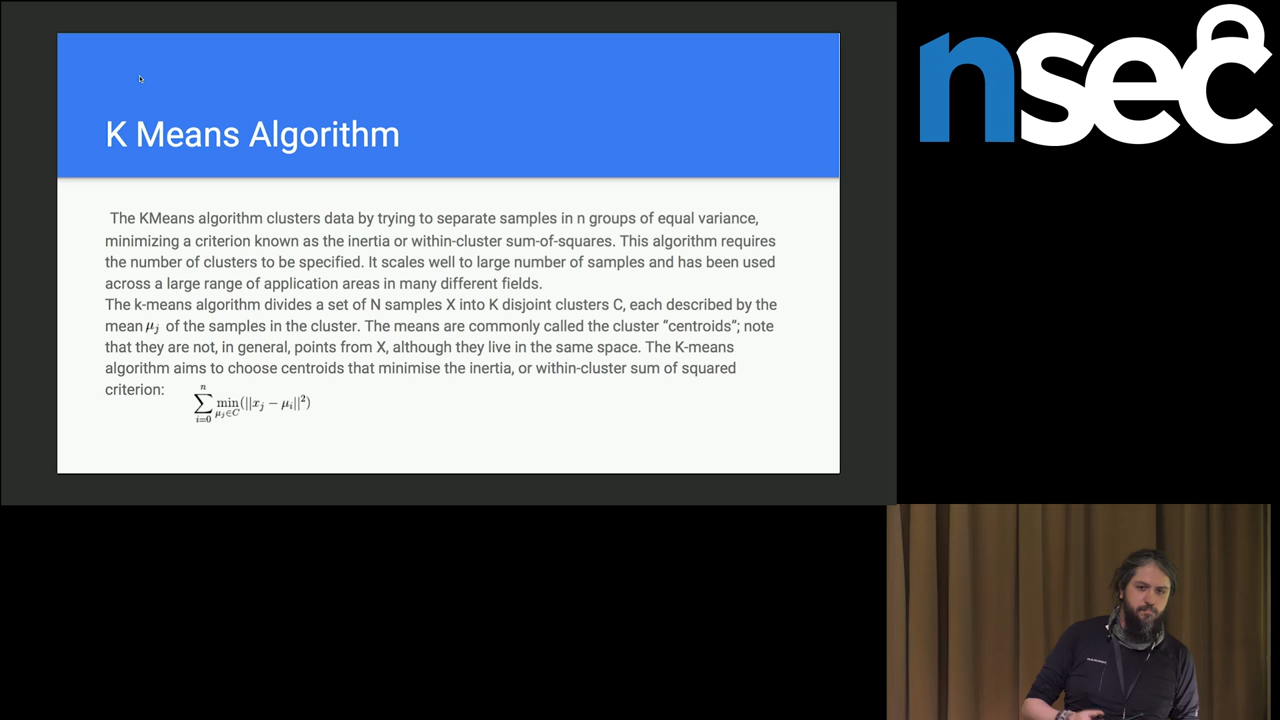 nsec
K Means Algorithm
The KMeans algorithm clusters data by trying to separate samples in n groups of equal variance,
minimizing a criterion known as the inertia or within-cluster sum-of-squares. This algorithm requires
the number of clusters to be specified. It scales well to large number of samples and has been used
across a large range of application areas in many different fields.
The k-means algorithm divides a set of N samples X into K disjoint clusters C, each described by the
mean μj of the samples in the cluster. The means are commonly called the cluster “centroids”; note
that they are not, in general, points from X, although they live in the same space. The K-means
algorithm aims to choose centroids that minimise the inertia, or within-cluster sum of squared
criterion:
n
∑ min (||xj − μi||²)
i=0 μj∈C